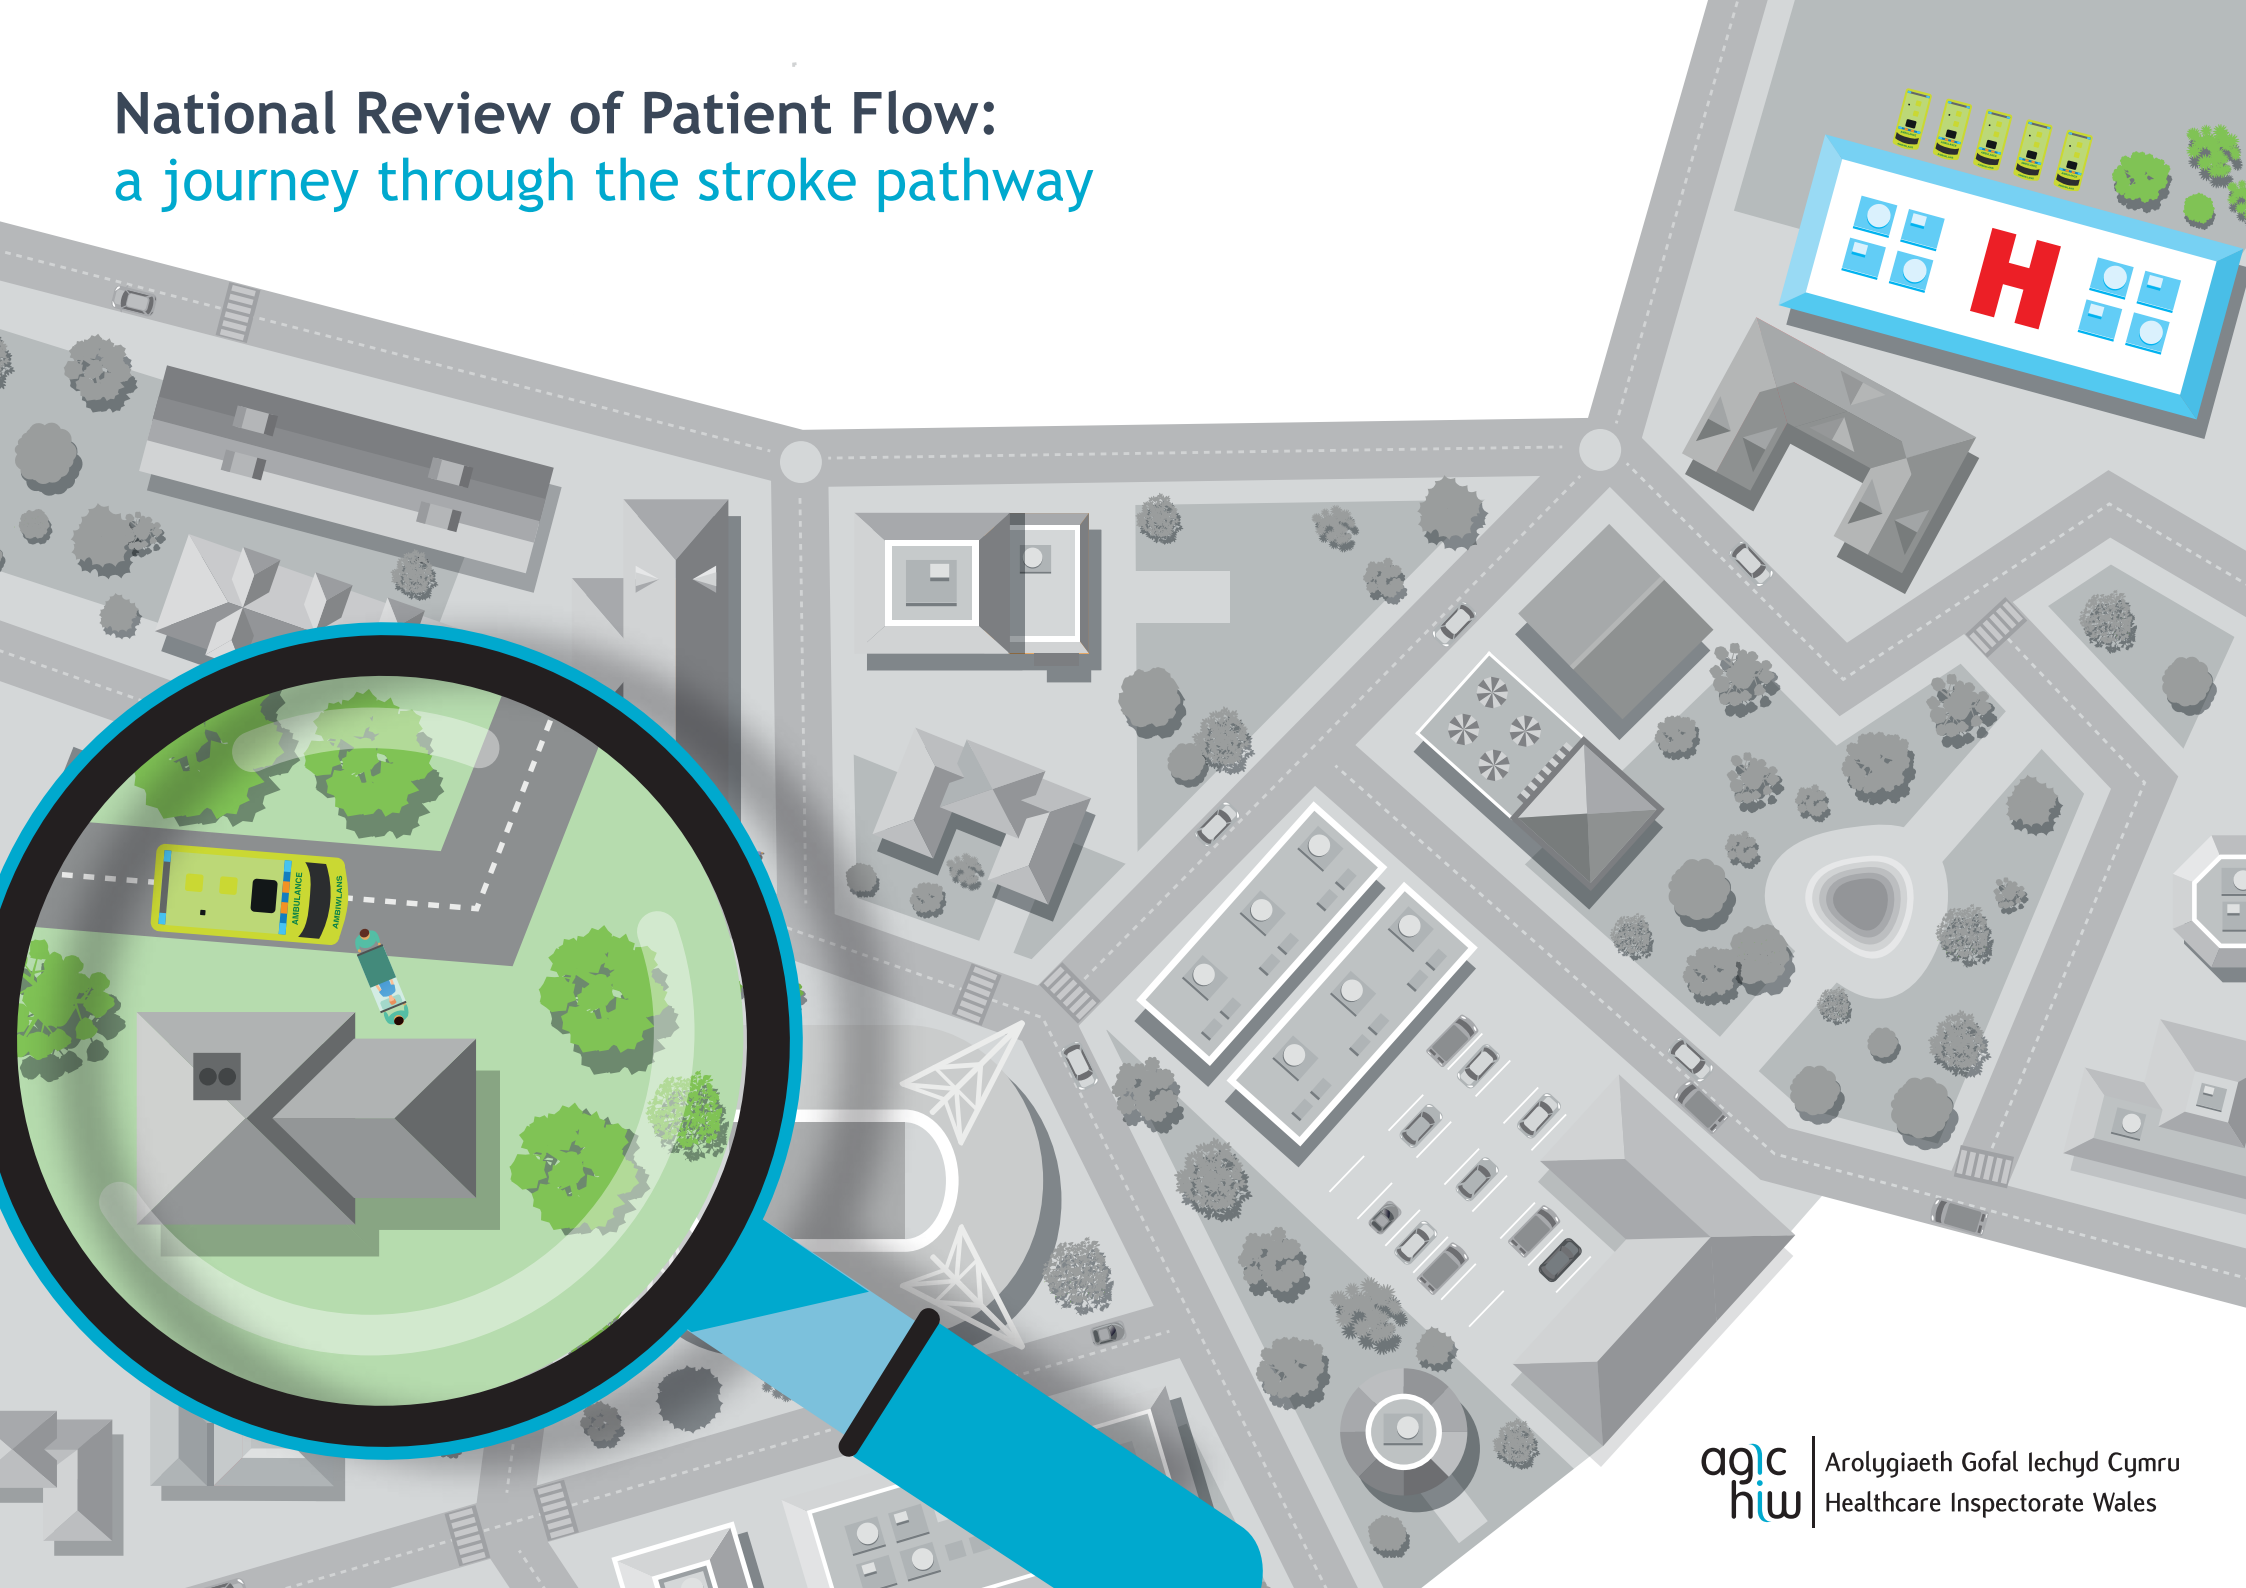 National Review of Patient Flow:
a journey through the stroke pathway
H
AMBULANCE
AMBIWLANS
agic
hiw
Arolygiaeth Gofal Iechyd Cymru
Healthcare Inspectorate Wales